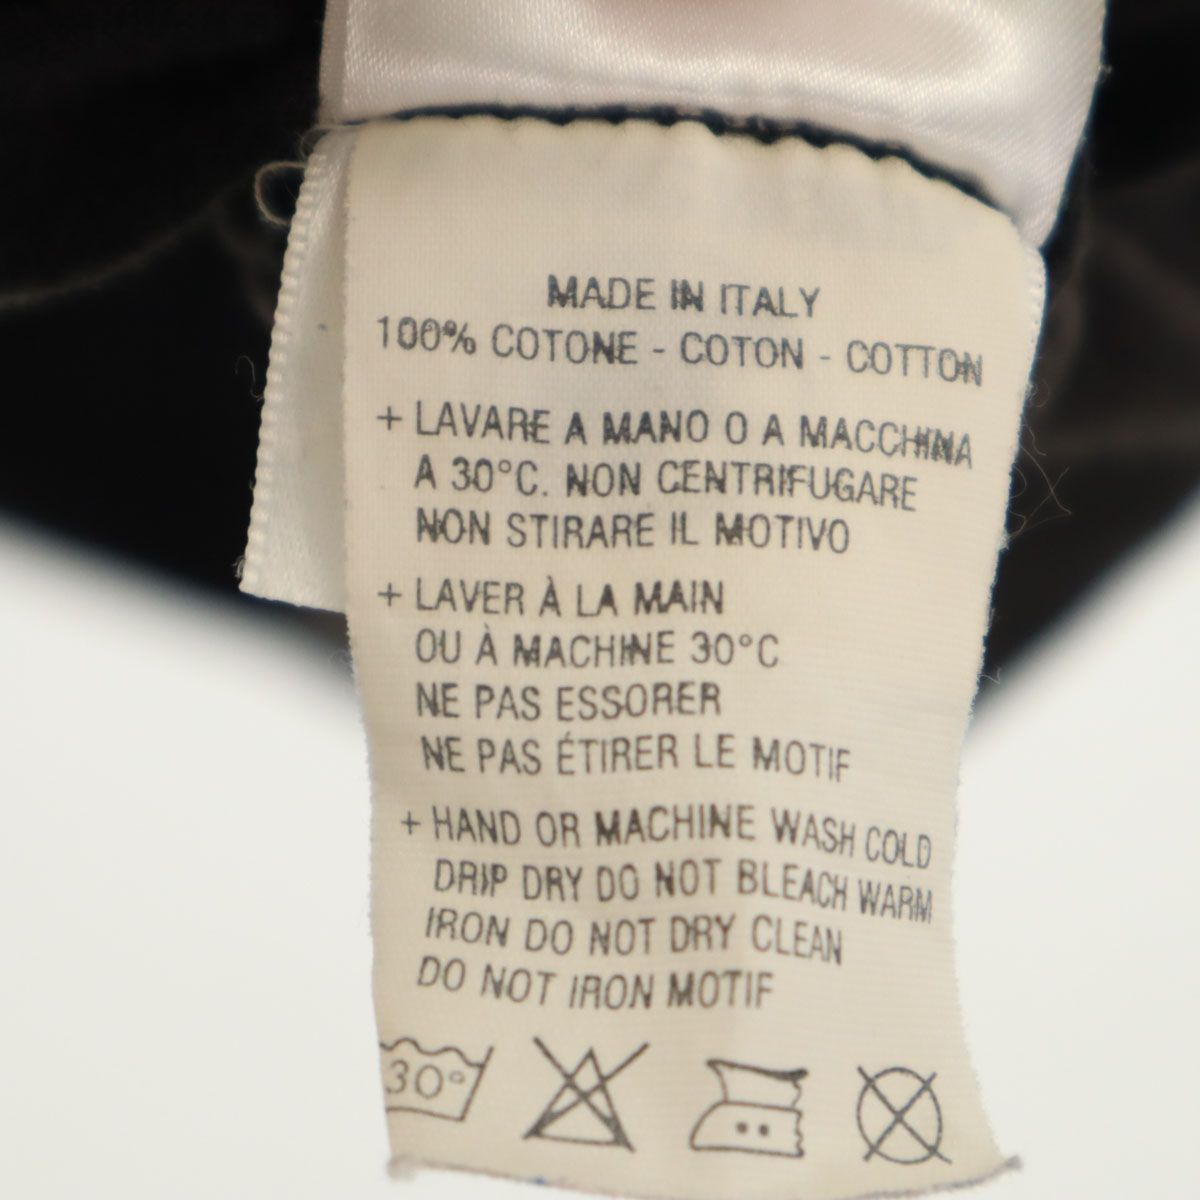 MADE IN ITALY
100% COTONE - COTON - COTTON
+ LAVARE A MANO O A MACCHINA
A 30°C. NON CENTRIFUGARE
NON STIRARE IL MOTIVO
+ LAVER À LA MAIN
OU À MACHINE 30°C
NE PAS ESSORER
NE PAS ÉTIRER LE MOTIF
+ HAND OR MACHINE WASH COLD
DRIP DRY DO NOT BLEACH WARM
IRON DO NOT DRY CLEAN
DO NOT IRON MOTIF
30°